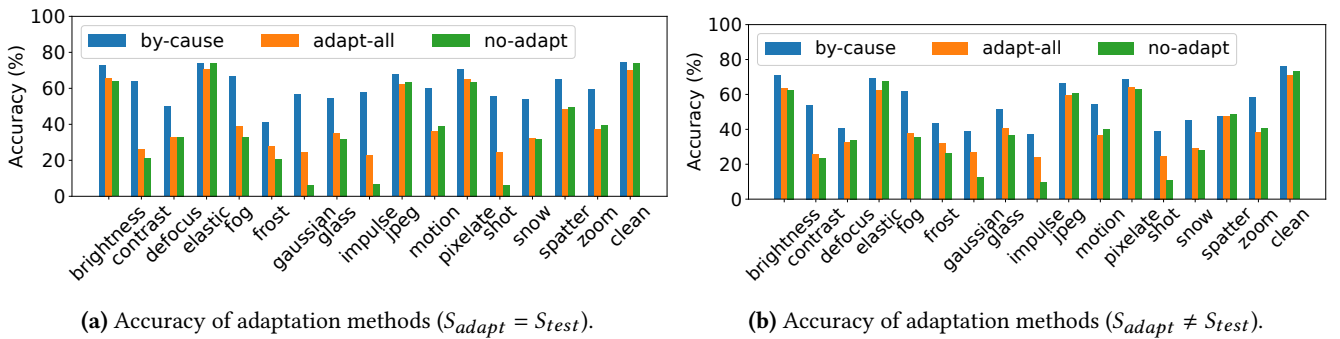 100
80
60
40
20
0
Accuracy (%)
by-cause adapt-all no-adapt
brightness
contrast
defocus
elastic
fog
frost
gaussian
glass
impulse
jpeg
motion
pixelate
shot
snow
spatter
zoom
clean
(a) Accuracy of adaptation methods (S_adapt = S_test).
100
80
60
40
20
0
Accuracy (%)
by-cause adapt-all no-adapt
brightness
contrast
defocus
elastic
fog
frost
gaussian
glass
impulse
jpeg
motion
pixelate
shot
snow
spatter
zoom
clean
(b) Accuracy of adaptation methods (S_adapt ≠ S_test).